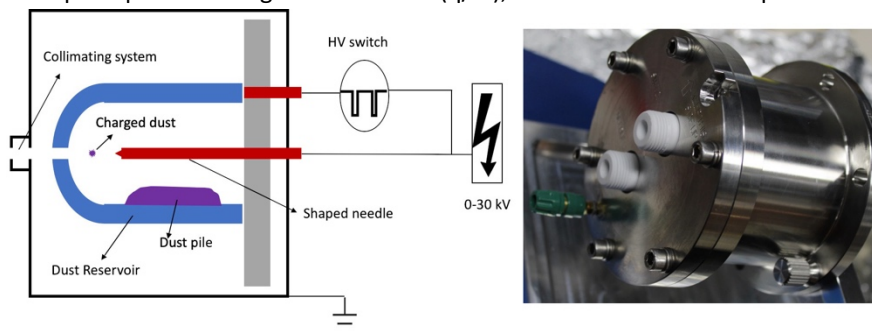 HV switch
Collimating system
Charged dust
Shaped needle
0-30 kV
Dust pile
Dust Reservoir